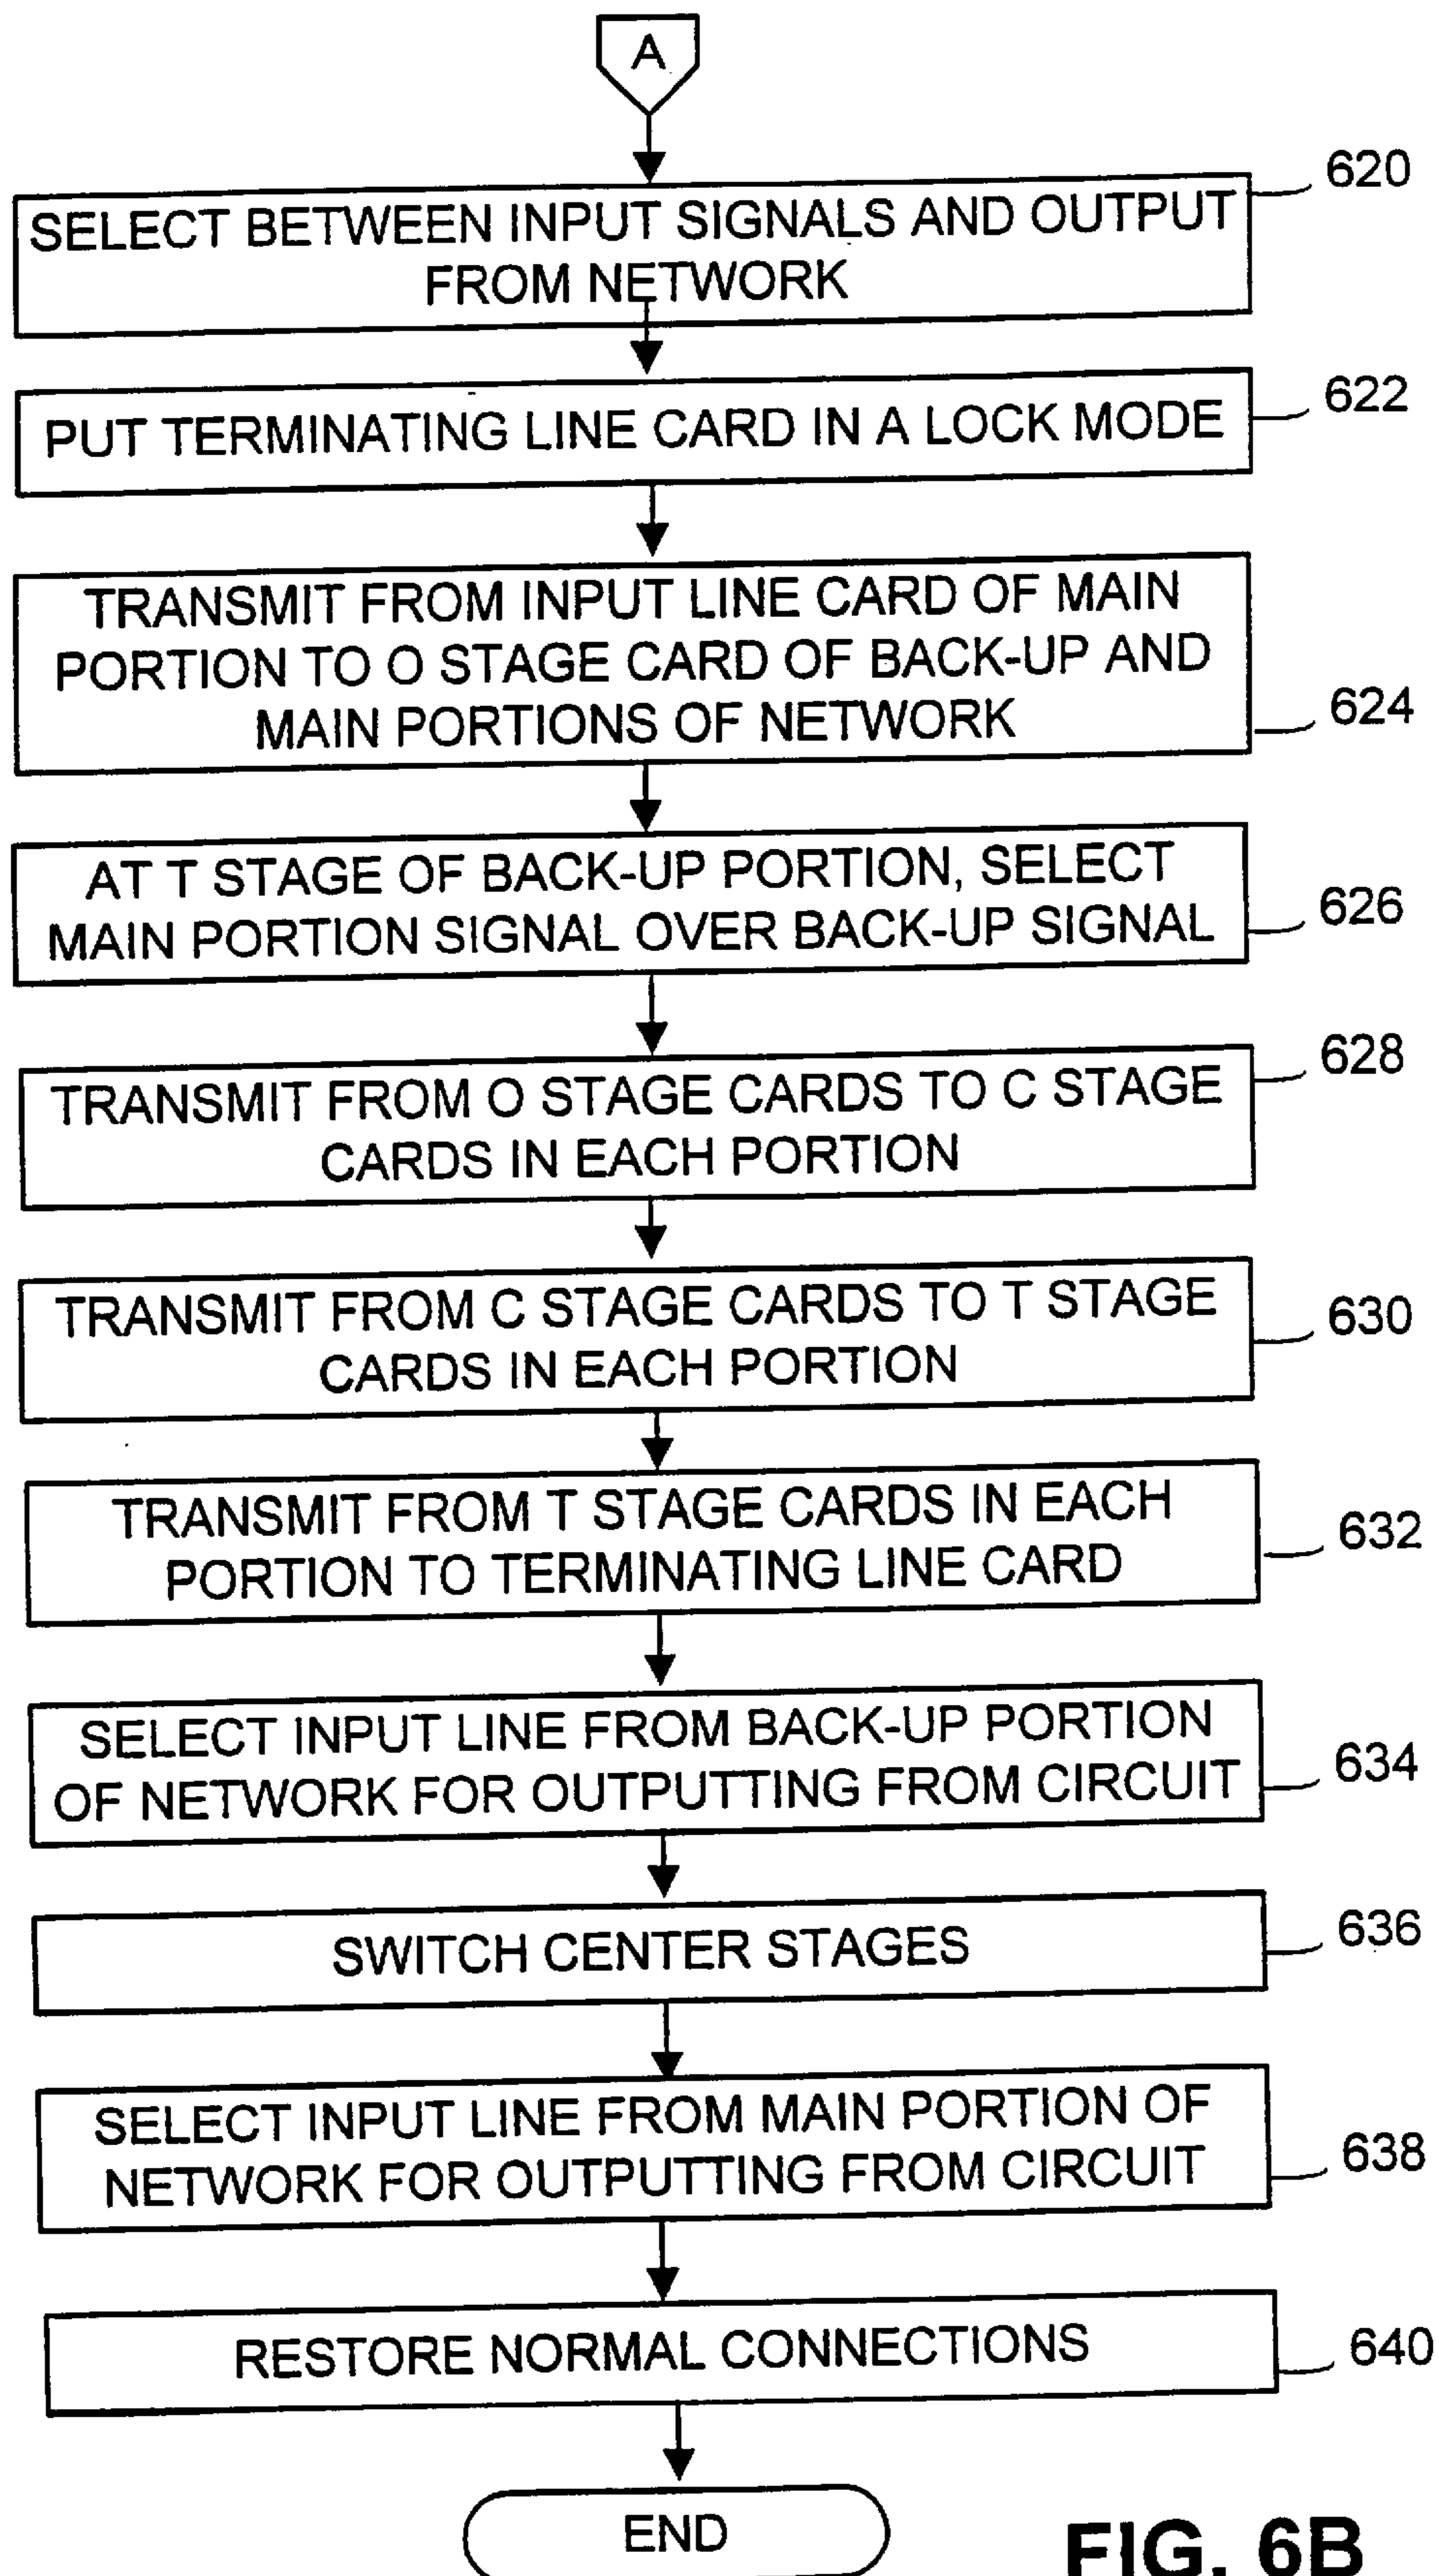 A
620
SELECT BETWEEN INPUT SIGNALS AND OUTPUT
FROM NETWORK
622
PUT TERMINATING LINE CARD IN A LOCK MODE
TRANSMIT FROM INPUT LINE CARD OF MAIN
PORTION TO O STAGE CARD OF BACK-UP AND
MAIN PORTIONS OF NETWORK
624
AT T STAGE OF BACK-UP PORTION, SELECT
MAIN PORTION SIGNAL OVER BACK-UP SIGNAL
626
628
TRANSMIT FROM O STAGE CARDS TO C STAGE
CARDS IN EACH PORTION
TRANSMIT FROM C STAGE CARDS TO T STAGE
CARDS IN EACH PORTION
630
TRANSMIT FROM T STAGE CARDS IN EACH
PORTION TO TERMINATING LINE CARD
632
SELECT INPUT LINE FROM BACK-UP PORTION
OF NETWORK FOR OUTPUTTING FROM CIRCUIT
634
SWITCH CENTER STAGES
636
SELECT INPUT LINE FROM MAIN PORTION OF
NETWORK FOR OUTPUTTING FROM CIRCUIT
638
RESTORE NORMAL CONNECTIONS
640
END
FIG. 6B